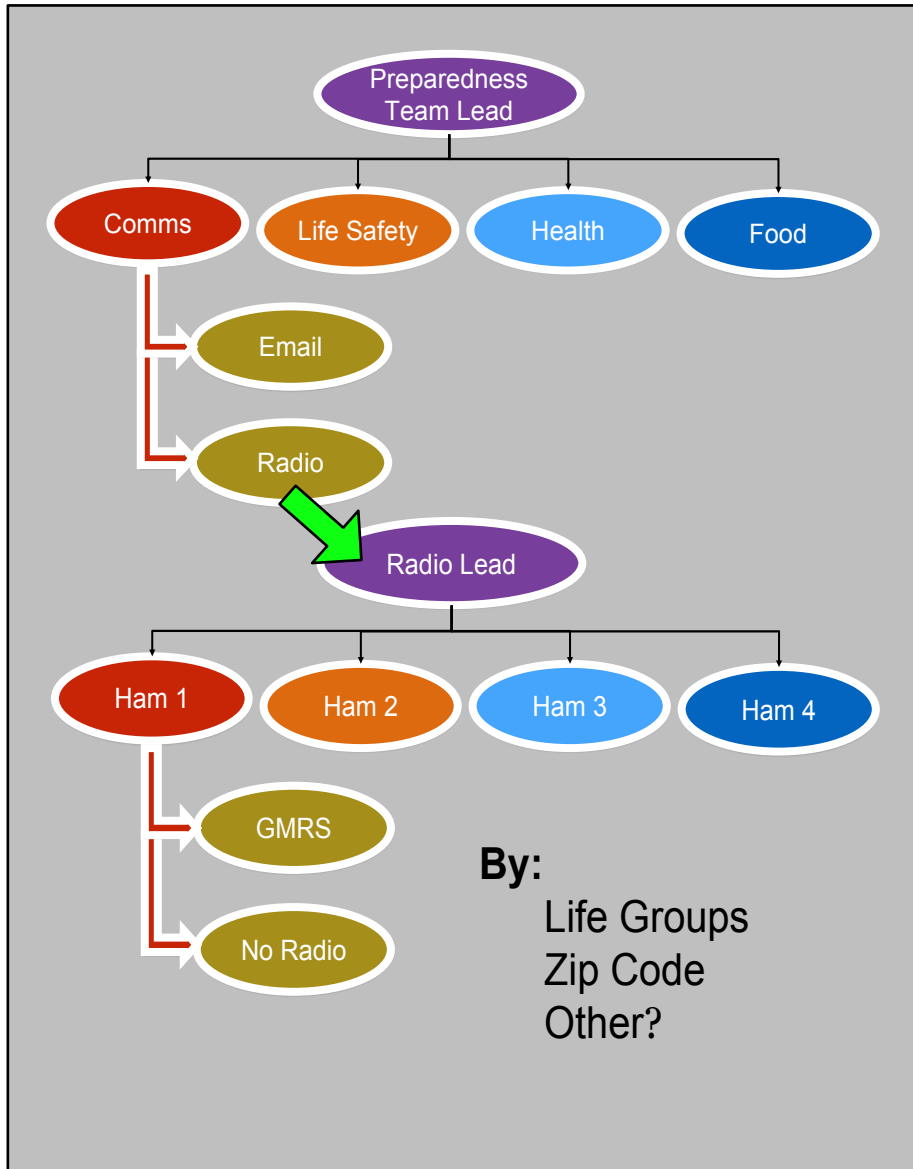 Preparedness
Team Lead
Comms
Life Safety
Health
Food
Email
Radio
Radio Lead
Ham 1
Ham 2
Ham 3
Ham 4
GMRS
No Radio
By:
Life Groups
Zip Code
Other?